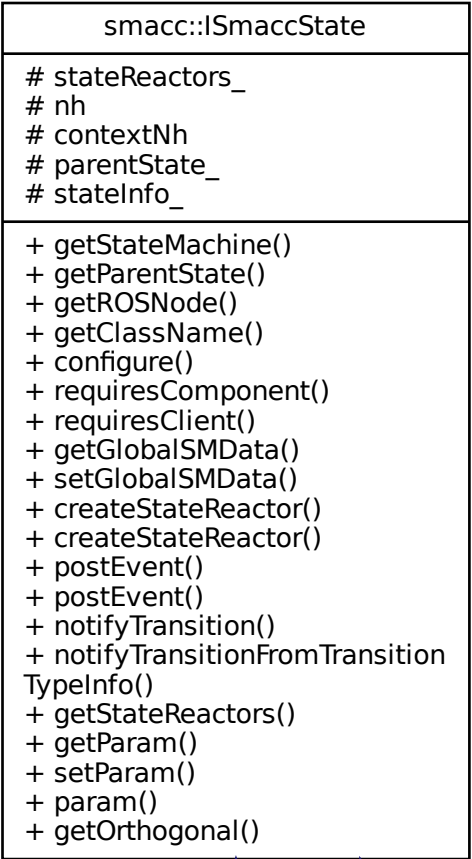 smacc::ISmaccState
# stateReactors_
# nh
# contextNh
# parentState_
# stateInfo_
+ getStateMachine()
+ getParentState()
+ getROSNode()
+ getClassName()
+ configure()
+ requiresComponent()
+ requiresClient()
+ getGlobalSMData()
+ setGlobalSMData()
+ createStateReactor()
+ createStateReactor()
+ postEvent()
+ postEvent()
+ notifyTransition()
+ notifyTransitionFromTransition
TypeInfo()
+ getStateReactors()
+ getParam()
+ setParam()
+ param()
+ getOrthogonal()